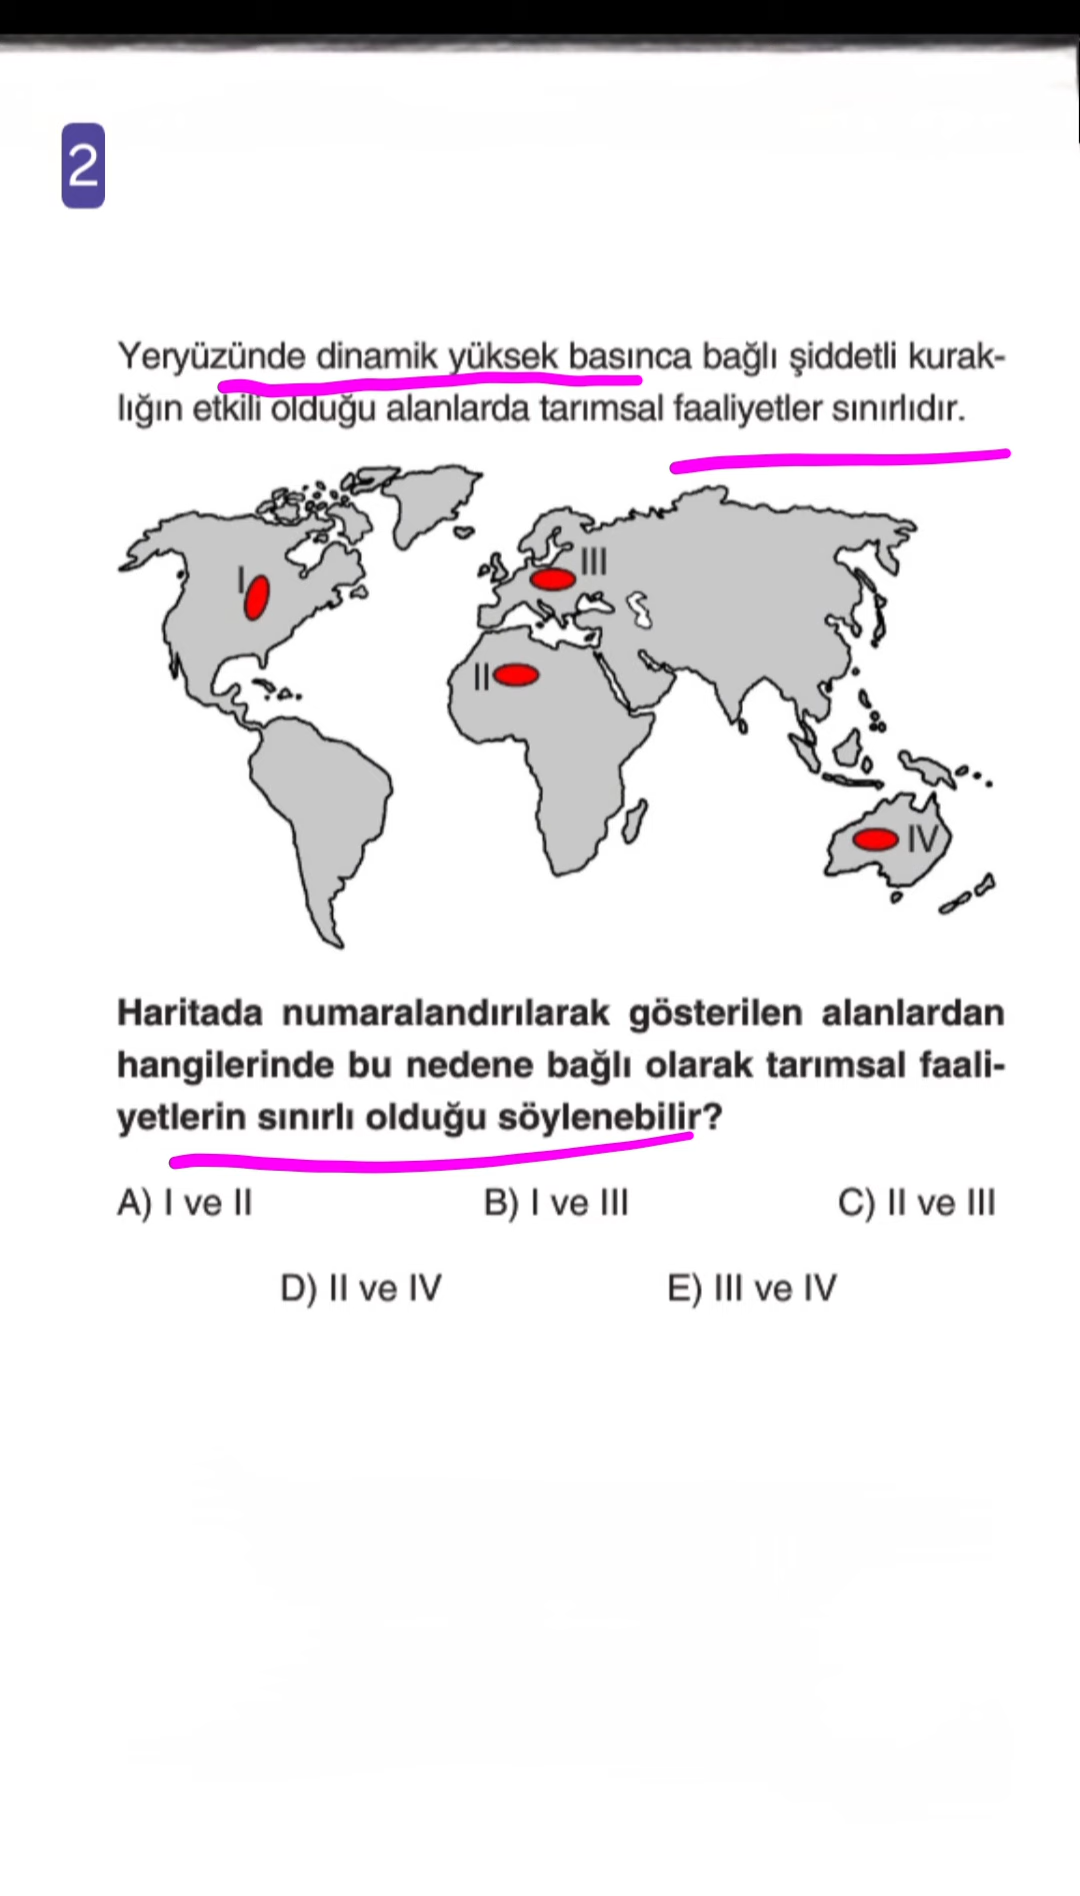 2
Yeryüzünde dinamik yüksek basınca bağlı şiddetli kurak-
lığın etkili olduğu alanlarda tarımsal faaliyetler sınırlıdır.
I
III
II
IV
Haritada numaralandırılarak gösterilen alanlardan
hangilerinde bu nedene bağlı olarak tarımsal faali-
yetlerin sınırlı olduğu söylenebilir?
A) I ve II B) I ve III C) II ve III
D) II ve IV E) III ve IV